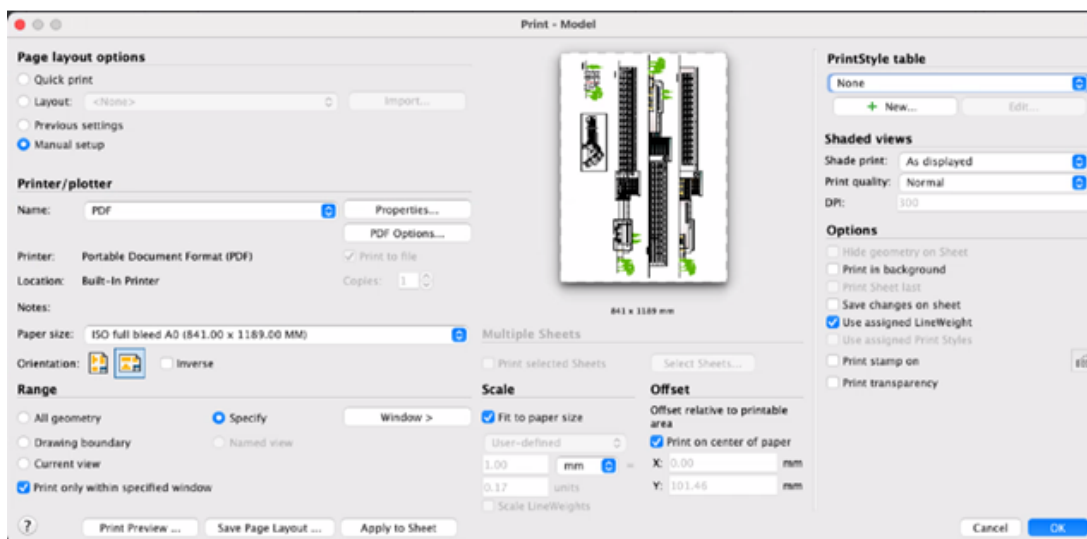 Print - Model
Page layout options
Quick print
Layout: <None> Import...
Previous settings
Manual setup
Printer/plotter
Name: PDF Properties...
PDF Options...
Printer: Portable Document Format (PDF) Print to file
Location: Built-In Printer Copies: 1
Notes:
Paper size: ISO full bleed A0 (841.00 x 1189.00 MM)
Orientation: Inverse
Range
All geometry Specify Window >
Drawing boundary Named view
Current view
Print only within specified window
? Print Preview ... Save Page Layout ... Apply to Sheet
841 x 1189 mm
Multiple Sheets
Print selected Sheets Select Sheets...
Scale
Fit to paper size
User-defined
1.00 mm =
0.17 units
Scale LineWeights
Offset
Offset relative to printable
area
Print on center of paper
X: 0.00 mm
Y: 101.46 mm
PrintStyle table
None
+ New... Edit...
Shaded views
Shade print: As displayed
Print quality: Normal
DPI: 300
Options
Hide geometry on Sheet
Print in background
Print Sheet last
Save changes on sheet
Use assigned LineWeight
Use assigned Print Styles
Print stamp on
Print transparency
Cancel OK